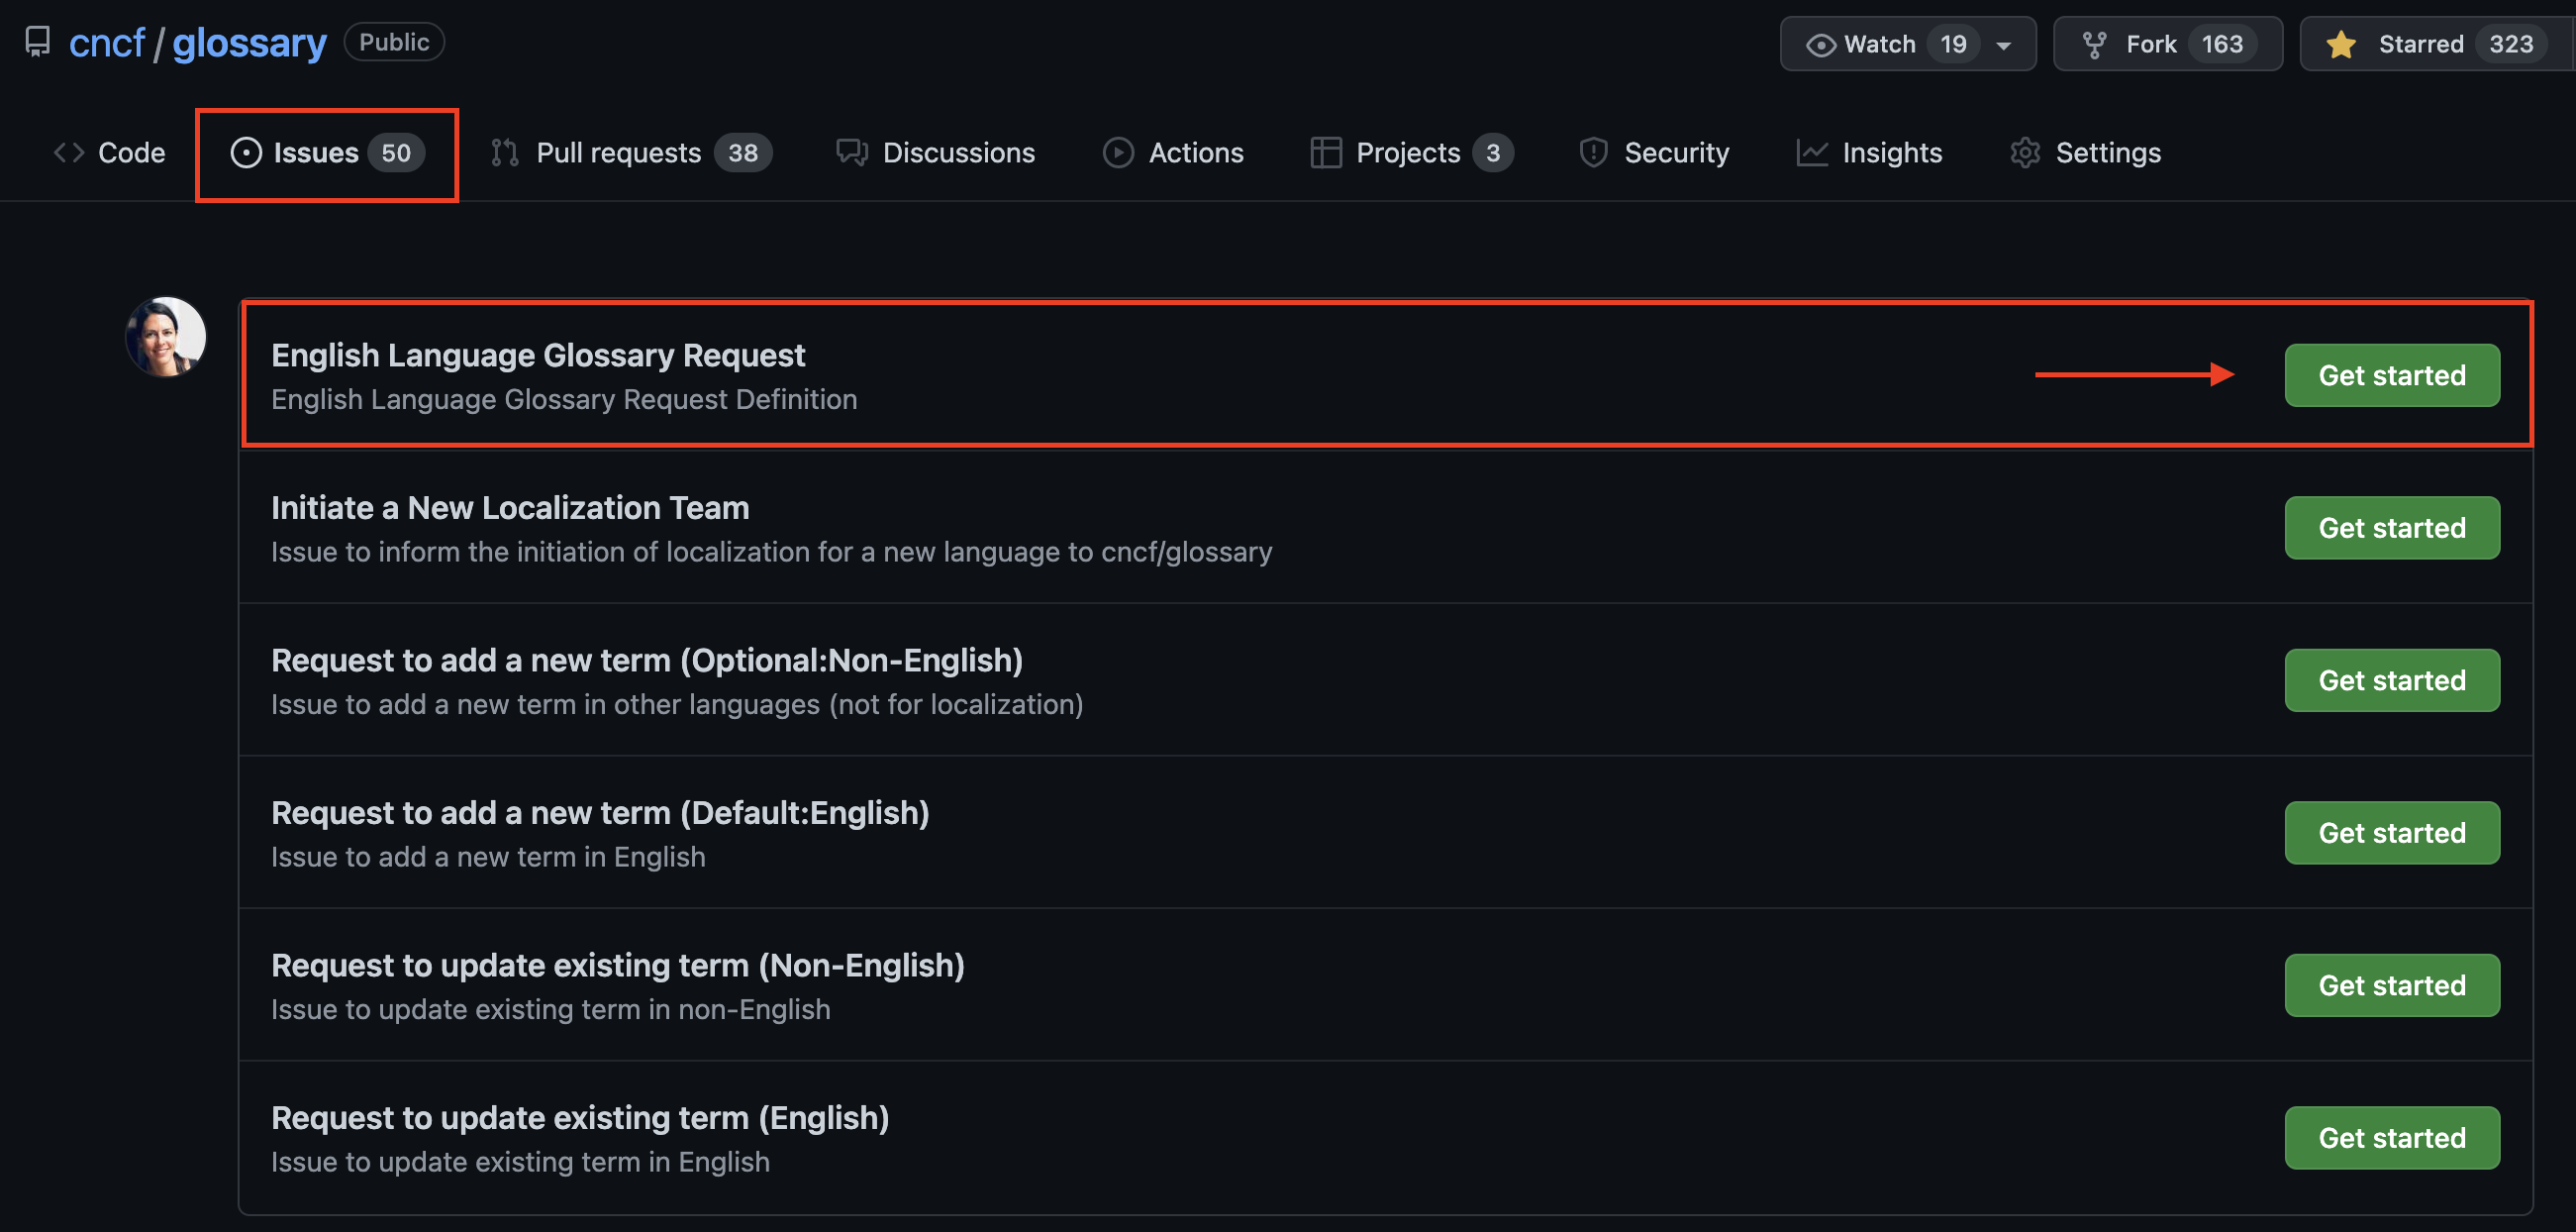 cncf / glossary Public Watch 19 Fork 163 Starred 323
Code Issues 50 Pull requests 38 Discussions Actions Projects 3 Security Insights Settings
English Language Glossary Request
English Language Glossary Request Definition
Get started
Initiate a New Localization Team
Issue to inform the initiation of localization for a new language to cncf/glossary
Get started
Request to add a new term (Optional:Non-English)
Issue to add a new term in other languages (not for localization)
Get started
Request to add a new term (Default:English)
Issue to add a new term in English
Get started
Request to update existing term (Non-English)
Issue to update existing term in non-English
Get started
Request to update existing term (English)
Issue to update existing term in English
Get started